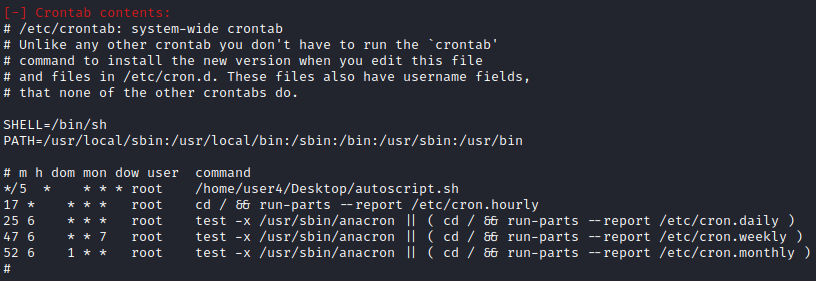 [-] Crontab contents:
# /etc/crontab: system-wide crontab
# Unlike any other crontab you don't have to run the `crontab'
# command to install the new version when you edit this file
# and files in /etc/cron.d. These files also have username fields,
# that none of the other crontabs do.

SHELL=/bin/sh
PATH=/usr/local/sbin:/usr/local/bin:/sbin:/bin:/usr/sbin:/usr/bin

# m h dom mon dow user  command
*/5  *    * * * root    /home/user4/Desktop/autoscript.sh
17 *    * * *   root    cd / && run-parts --report /etc/cron.hourly
25 6    * * *   root    test -x /usr/sbin/anacron || ( cd / && run-parts --report /etc/cron.daily )
47 6    * * 7   root    test -x /usr/sbin/anacron || ( cd / && run-parts --report /etc/cron.weekly )
52 6    1 * *   root    test -x /usr/sbin/anacron || ( cd / && run-parts --report /etc/cron.monthly )
#